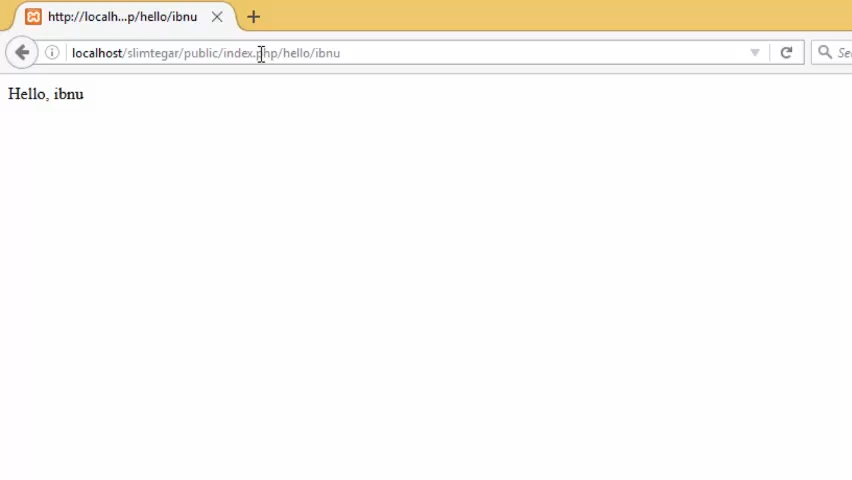 http://localh...p/hello/ibnu
localhost/slimtegar/public/index.php/hello/ibnu
Hello, ibnu